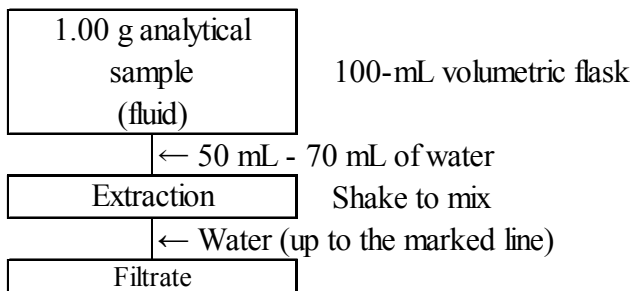 1.00 g analytical
sample
(fluid)
100-mL volumetric flask
← 50 mL - 70 mL of water
Extraction
Shake to mix
← Water (up to the marked line)
Filtrate